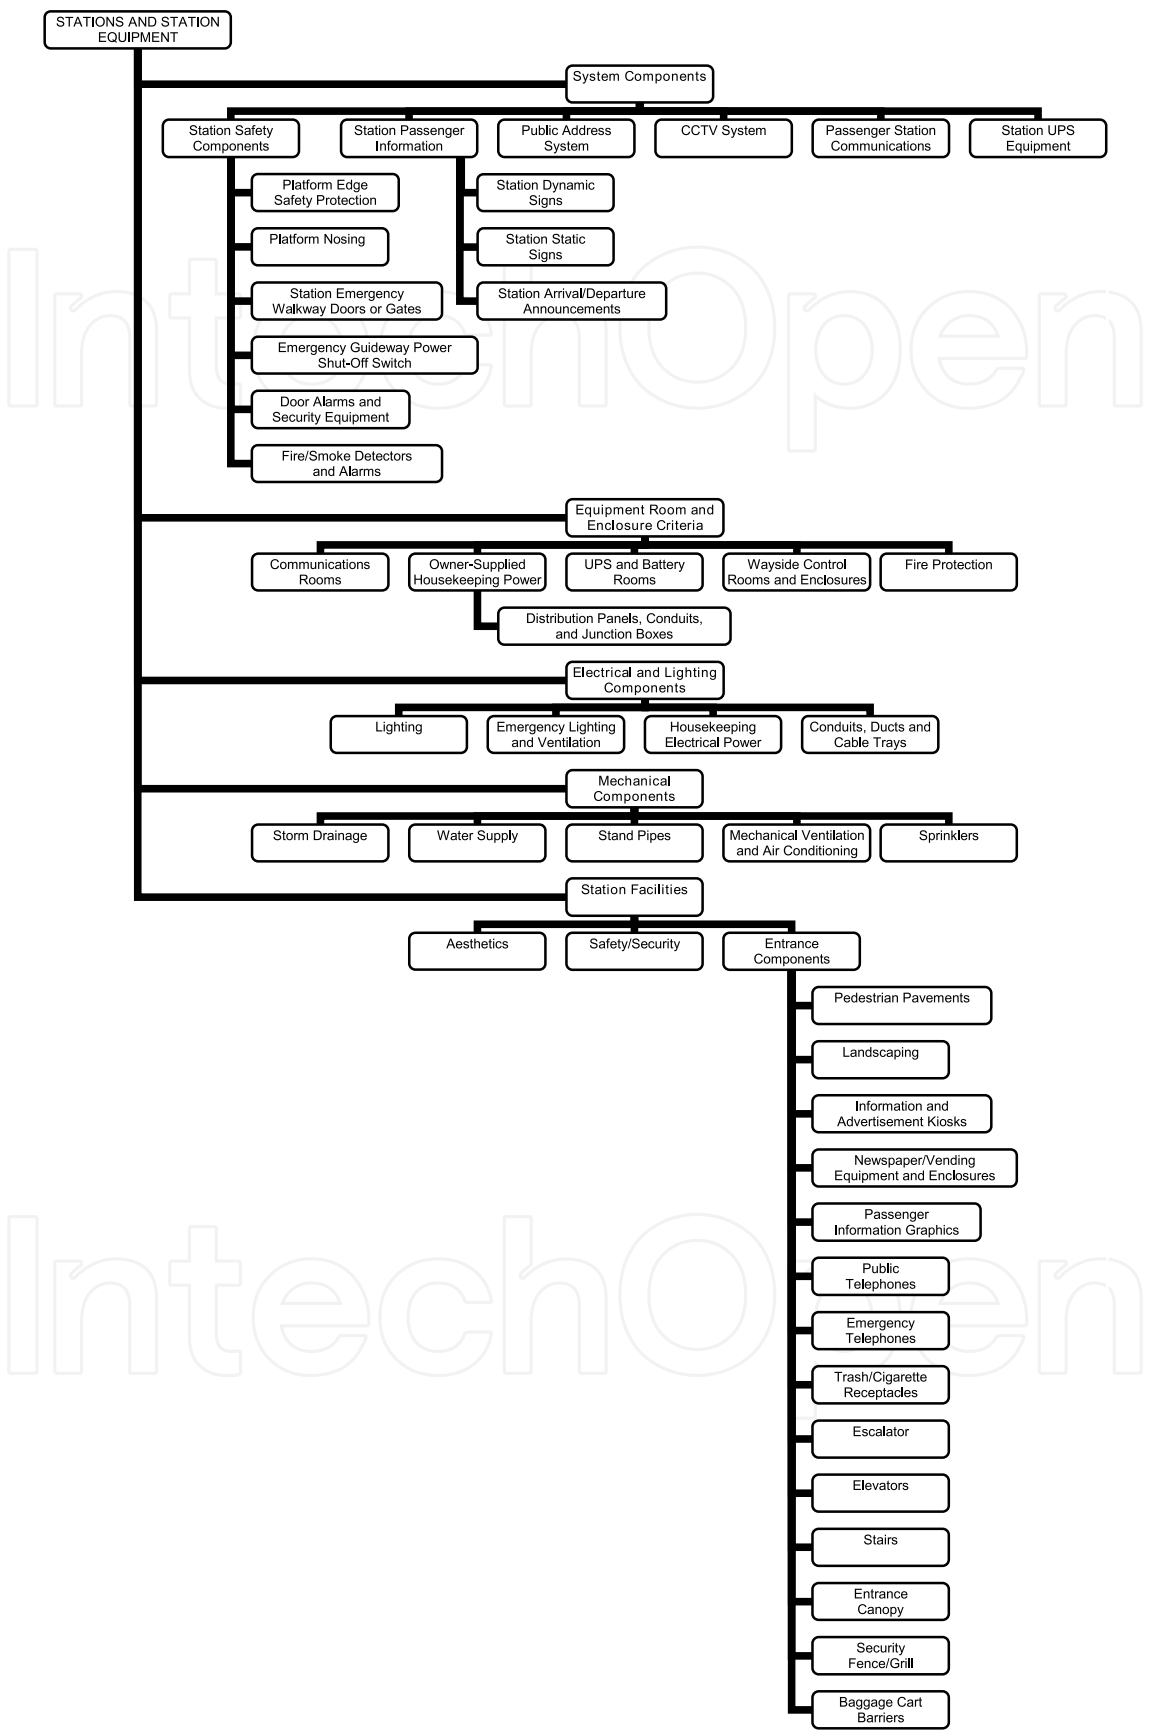 STATIONS AND STATION
EQUIPMENT
System Components
Station Safety
Components
Station Passenger
Information
Public Address
System
CCTV System
Passenger Station
Communications
Station UPS
Equipment
Platform Edge
Safety Protection
Station Dynamic
Signs
Platform Nosing
Station Static
Signs
Station Emergency
Walkway Doors or Gates
Station Arrival/Departure
Announcements
Emergency Guideway Power
Shut-Off Switch
Door Alarms and
Security Equipment
Fire/Smoke Detectors
and Alarms
IntechOpen
Equipment Room and
Enclosure Criteria
Communications
Rooms
Owner-Supplied
Housekeeping Power
UPS and Battery
Rooms
Wayside Control
Rooms and Enclosures
Fire Protection
Distribution Panels, Conduits,
and Junction Boxes
Electrical and Lighting
Components
Lighting
Emergency Lighting
and Ventilation
Housekeeping
Electrical Power
Conduits, Ducts and
Cable Trays
Mechanical
Components
Storm Drainage
Water Supply
Stand Pipes
Mechanical Ventilation
and Air Conditioning
Sprinklers
Station Facilities
Aesthetics
Safety/Security
Entrance
Components
Pedestrian Pavements
Landscaping
Information and
Advertisement Kiosks
Newspaper/Vending
Equipment and Enclosures
Passenger
Information Graphics
Public
Telephones
Emergency
Telephones
Trash/Cigarette
Receptacles
IntechOpen
Escalator
Elevators
Stairs
Entrance
Canopy
Security
Fence/Grill
Baggage Cart
Barriers